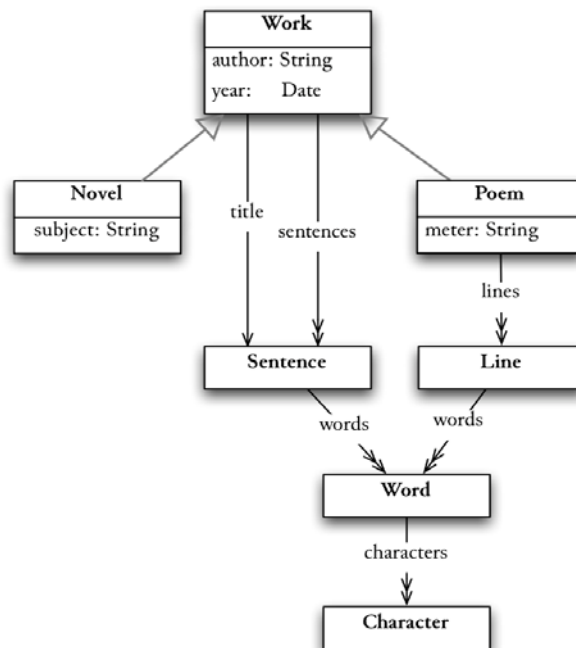 Work
author: String
year: Date
Novel
subject: String
Poem
meter: String
title
sentences
lines
Sentence
Line
words
words
Word
characters
Character